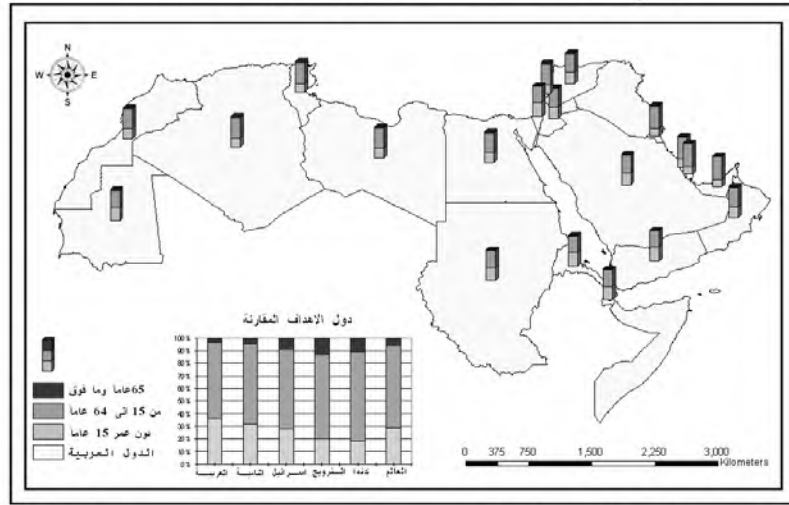 N
W E
S
دول الاهداف المقارنة
100%
90%
80%
70%
60%
50%
40%
30%
20%
10%
0%
العربيـــة الناميـــة اسرائيل النرويج كندا العالم
65عاما وما فوق
من 15 الى 64 عاما
دون عمر 15 عاما
الدول العربية
0 375 750 1,500 2,250 3,000
Kilometers